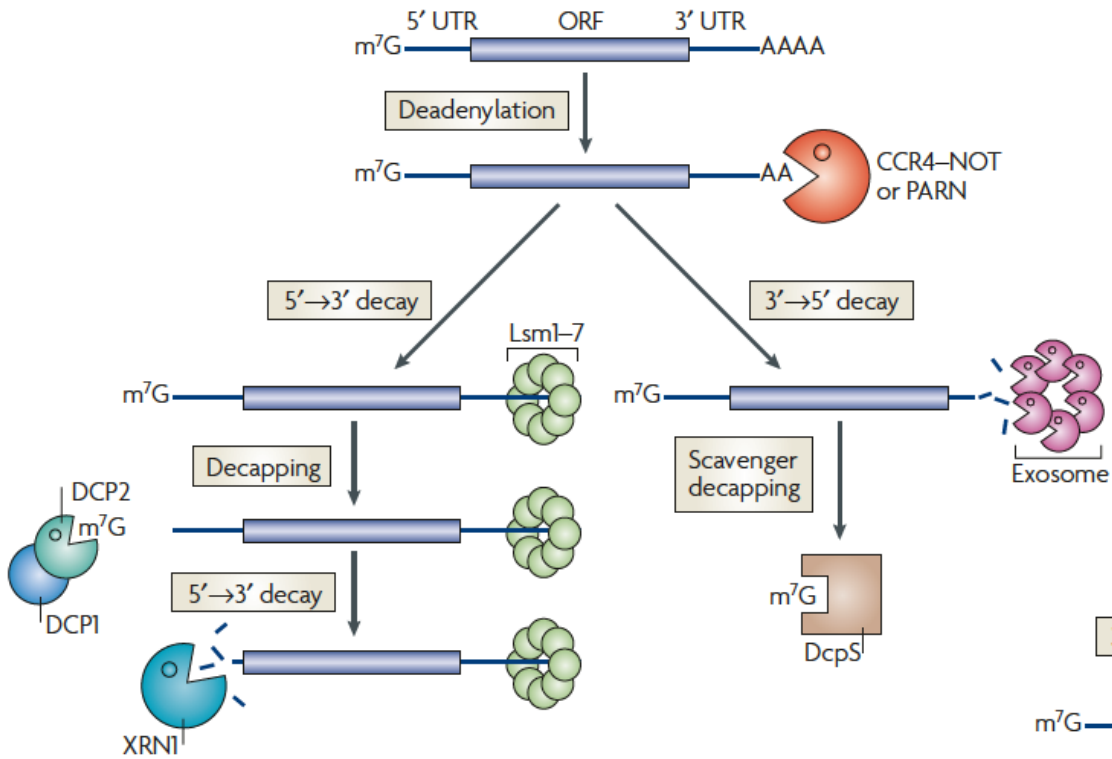 5′ UTR ORF 3′ UTR
m⁷G AAAA
Deadenylation
m⁷G AA
CCR4–NOT
or PARN
5′→3′ decay
3′→5′ decay
Lsm1–7
m⁷G
m⁷G
Exosome
Decapping
Scavenger
decapping
DCP2
m⁷G
DCP1
5′→3′ decay
m⁷G
DcpS
XRN1
m⁷G